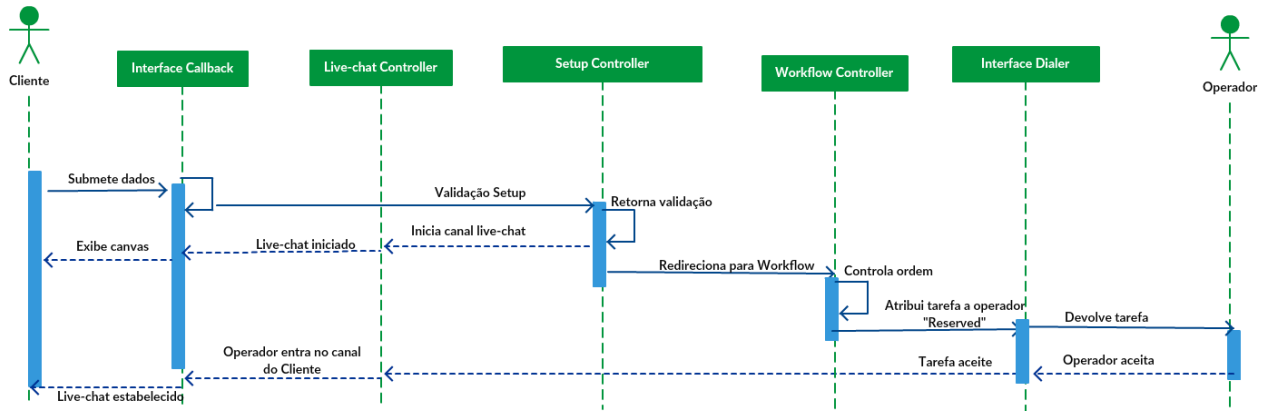 Cliente
Interface Callback
Live-chat Controller
Setup Controller
Workflow Controller
Interface Dialer
Operador
Submete dados
Validação Setup
Retorna validação
Inicia canal live-chat
Live-chat iniciado
Exibe canvas
Redireciona para Workflow
Controla ordem
Atribui tarefa a operador
"Reserved"
Devolve tarefa
Operador aceita
Tarefa aceite
Operador entra no canal
do Cliente
Live-chat estabelecido